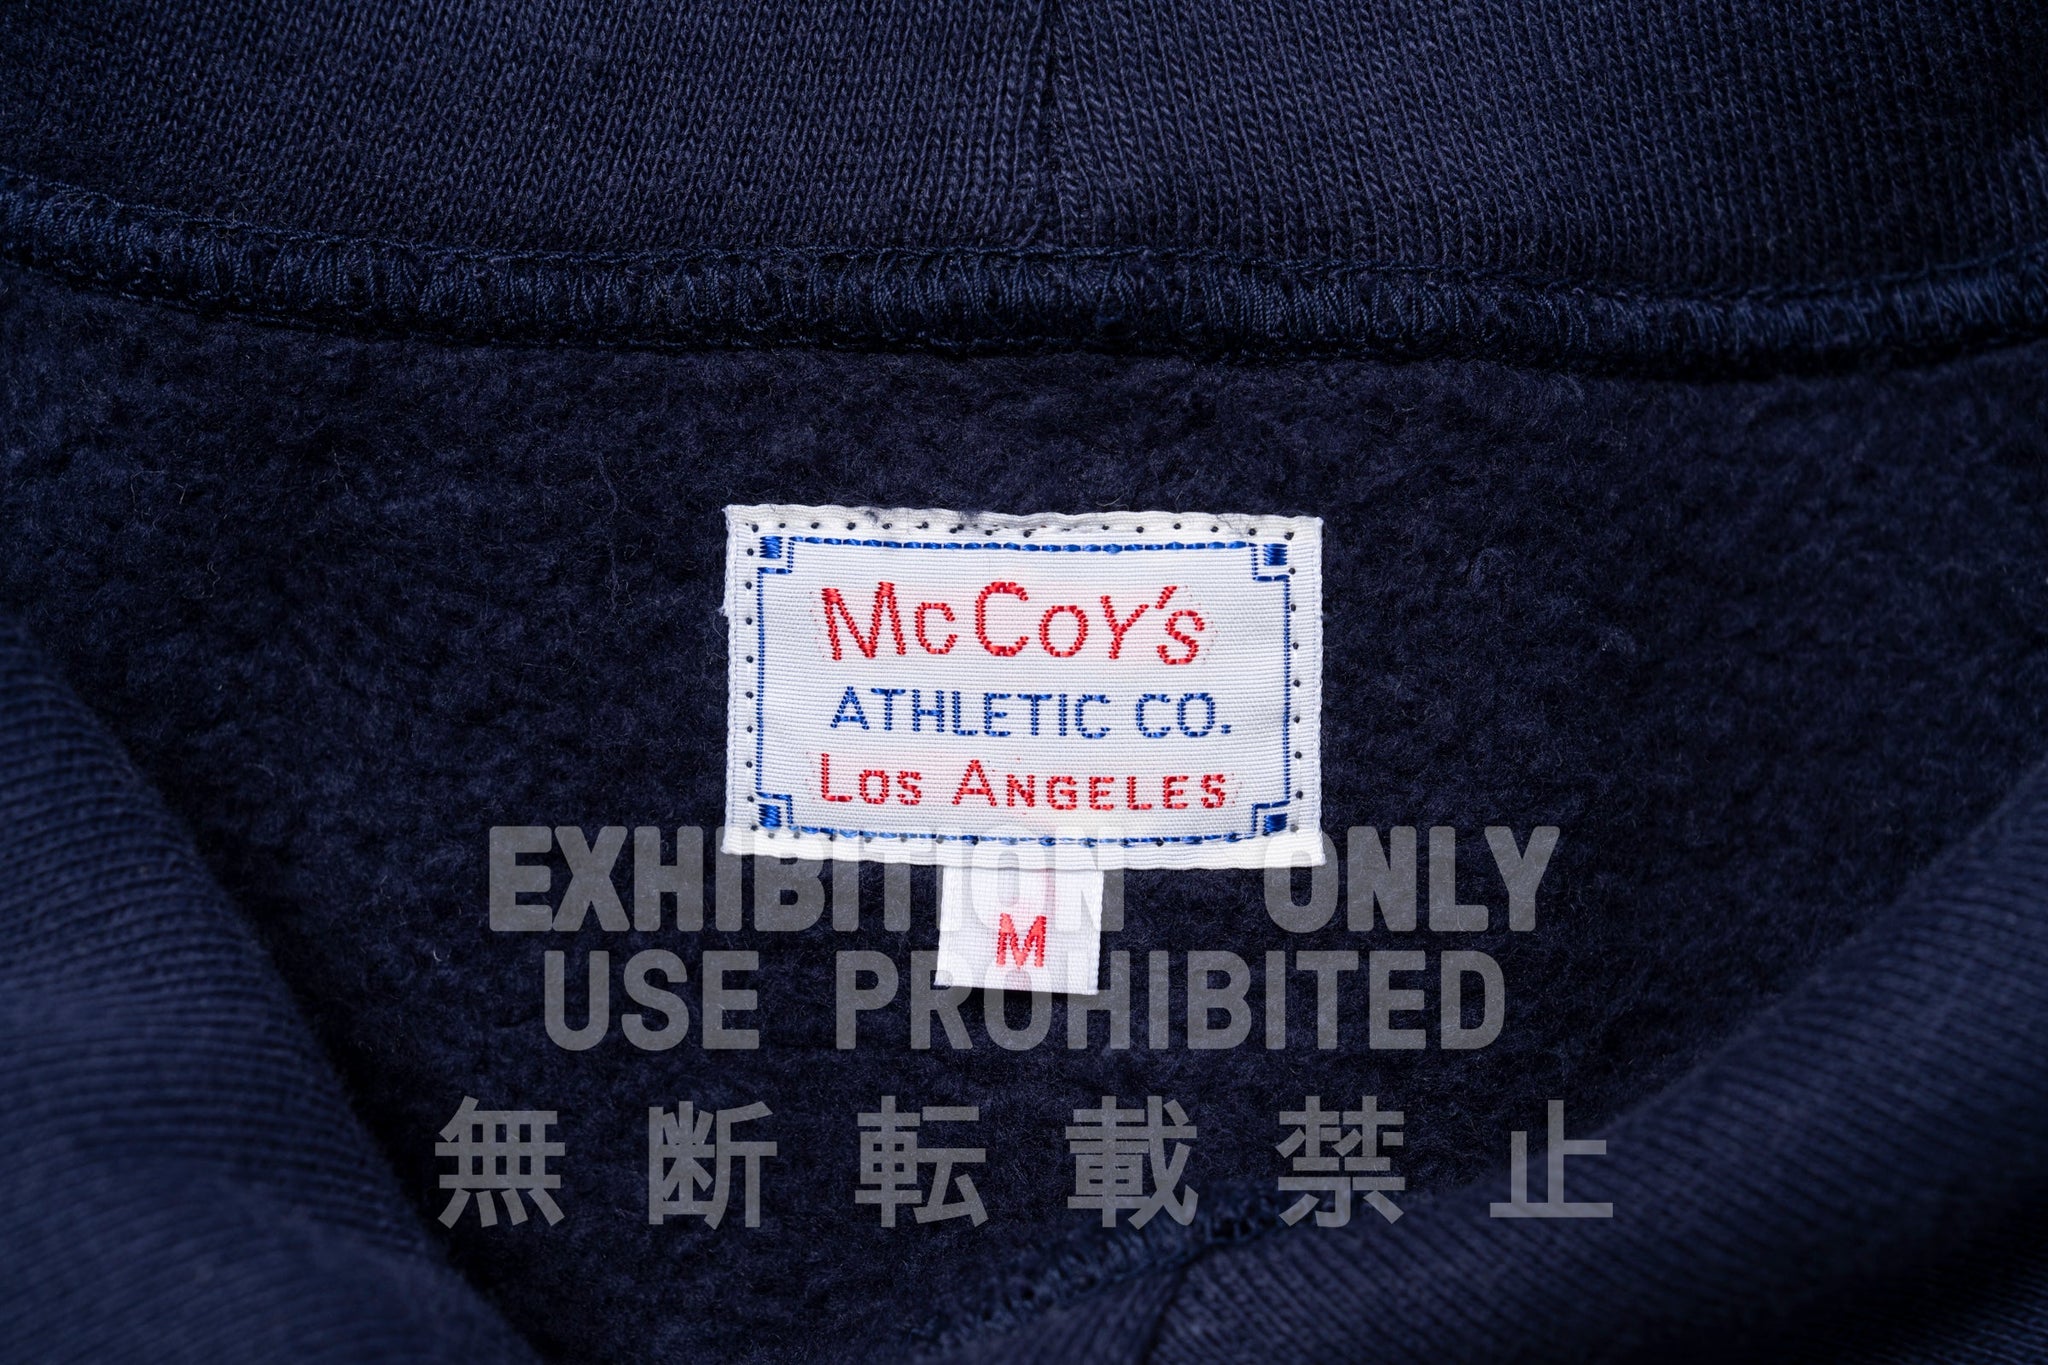 McCoy's
ATHLETIC CO.
Los Angeles
EXHIBITION ONLY
M
USE PROHIBITED
無断転載禁止